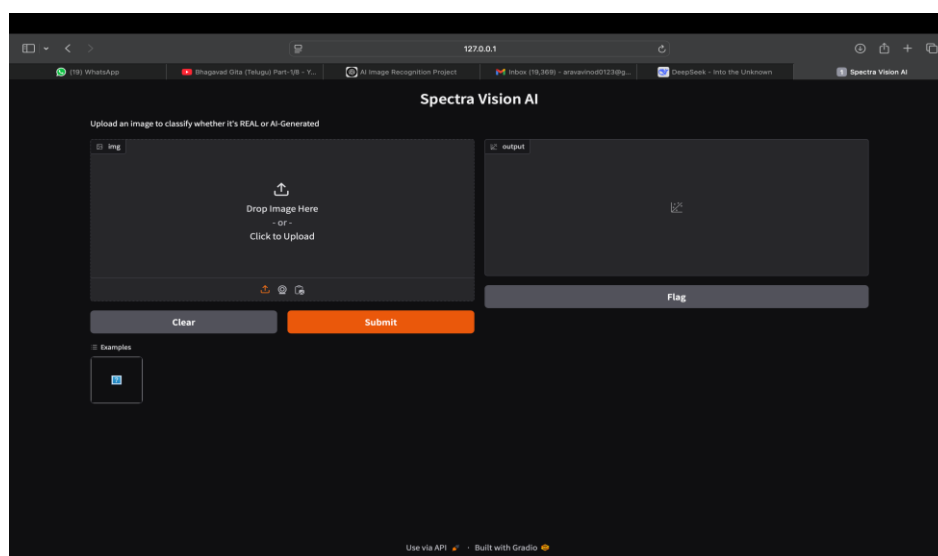 127.0.0.1
(19) WhatsApp
Bhagavad Gita (Telugu) Part-1/8 - Y...
AI Image Recognition Project
Inbox (19,369) - aravavinod0123@g...
DeepSeek - Into the Unknown
Spectra Vision AI
Spectra Vision AI
Upload an image to classify whether it's REAL or AI-Generated
img
output
Drop Image Here
- or -
Click to Upload
Flag
Clear
Submit
Examples
Use via API · Built with Gradio